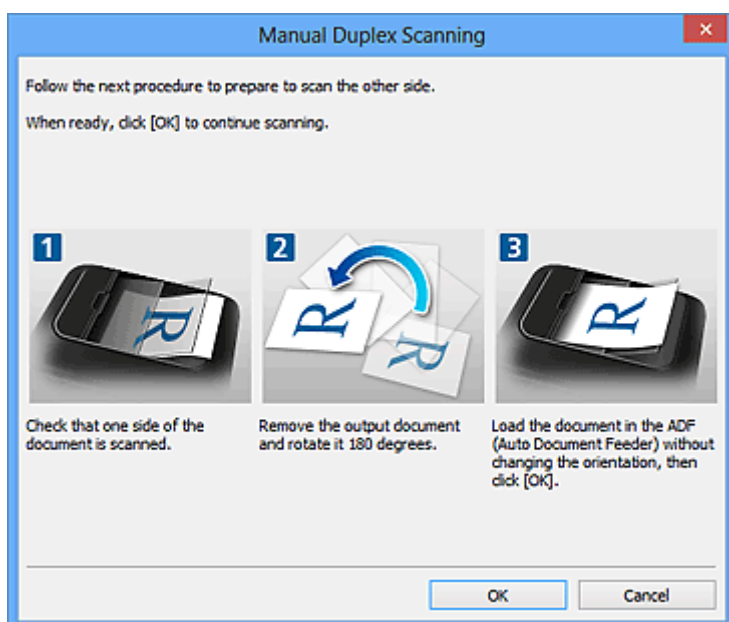 Manual Duplex Scanning
Follow the next procedure to prepare to scan the other side.
When ready, click [OK] to continue scanning.
1
R
Check that one side of the
document is scanned.
2
R
R
Remove the output document
and rotate it 180 degrees.
3
R
Load the document in the ADF
(Auto Document Feeder) without
changing the orientation, then
click [OK].
OK
Cancel